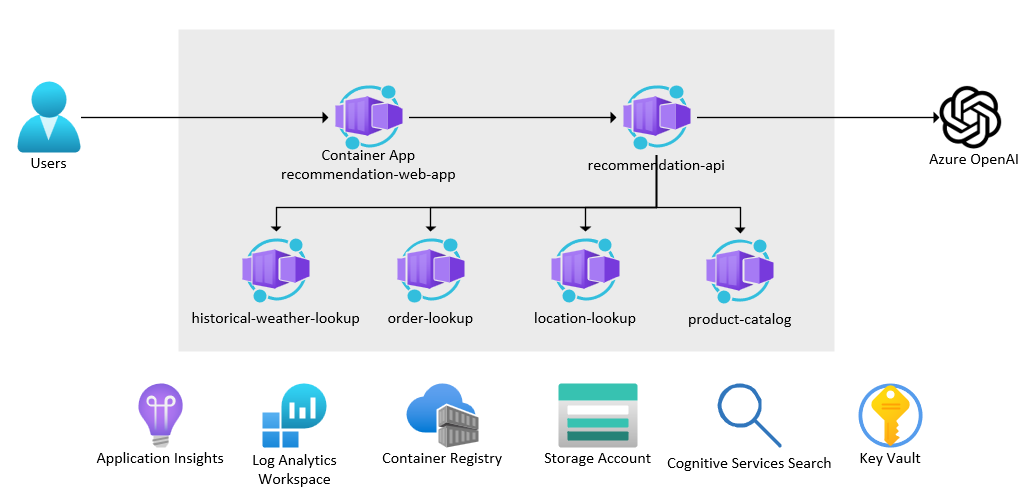 Users
Container App
recommendation-web-app
recommendation-api
Azure OpenAI
historical-weather-lookup
order-lookup
location-lookup
product-catalog
Application Insights
Log Analytics
Workspace
Container Registry
Storage Account
Cognitive Services Search
Key Vault